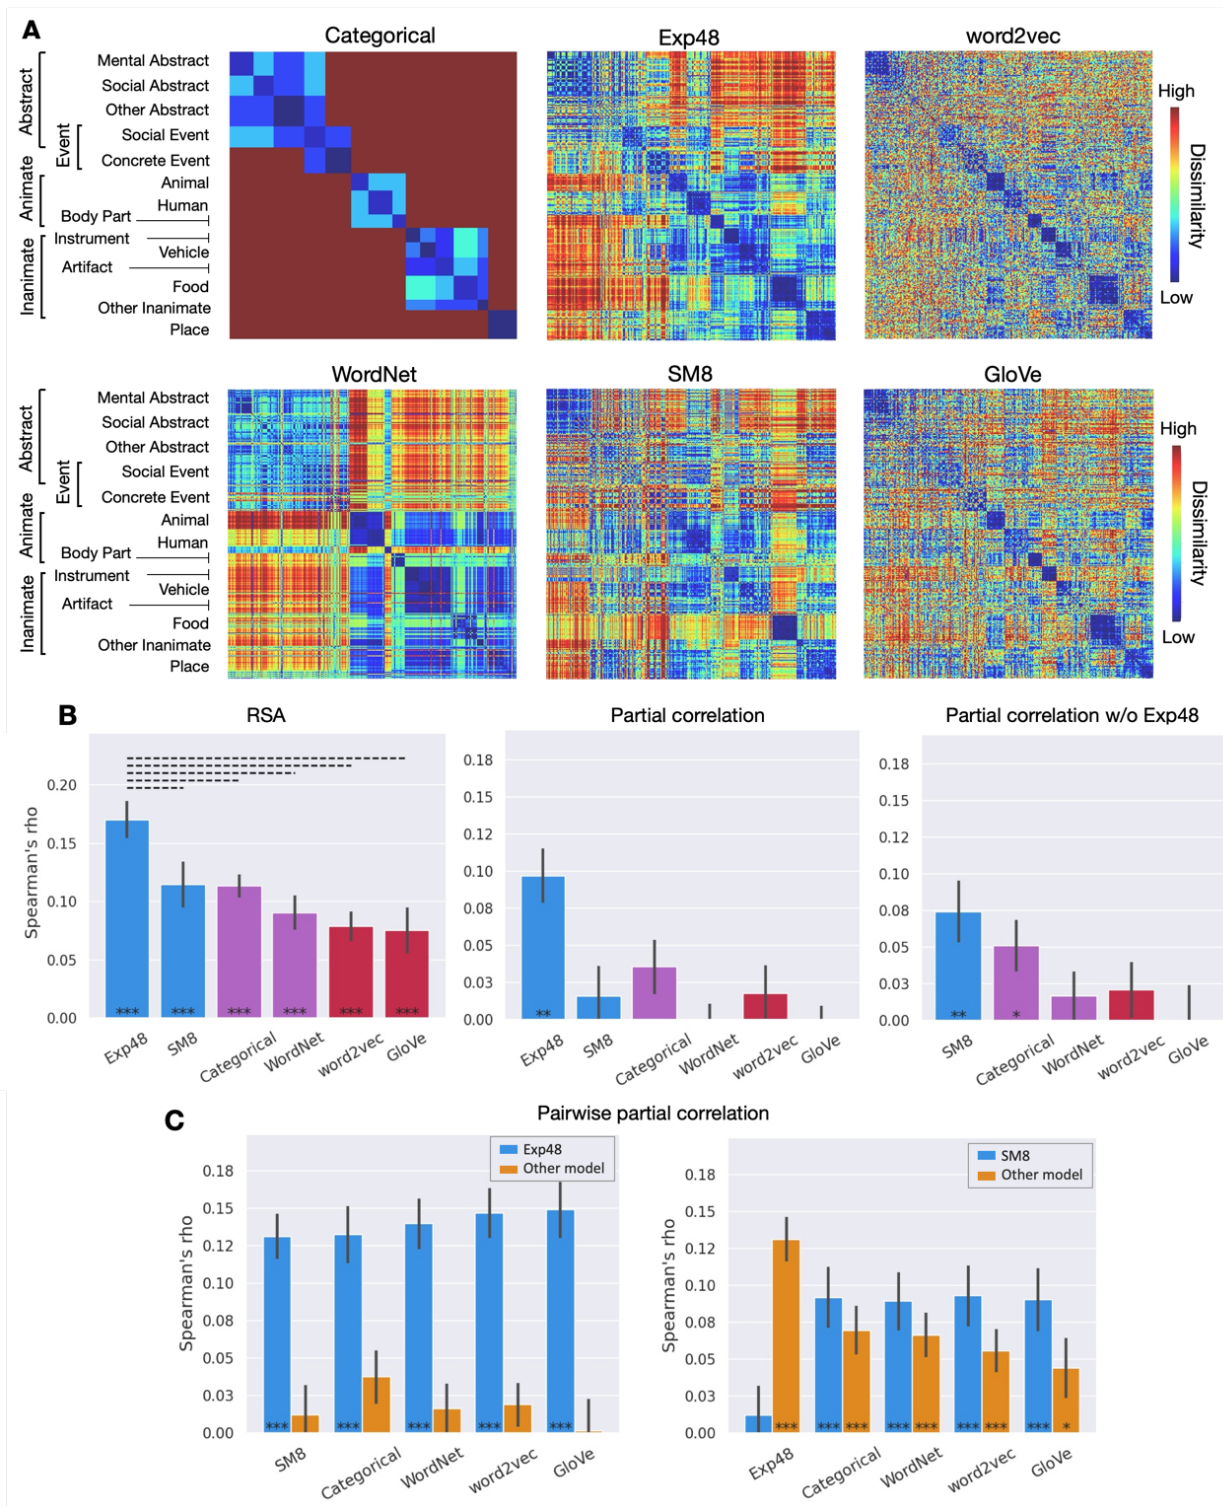 A
Categorical
Exp48
word2vec
Abstract
Event
Animate
Inanimate
Mental Abstract
Social Abstract
Other Abstract
Social Event
Concrete Event
Animal
Human
Body Part
Instrument
Vehicle
Artifact
Food
Other Inanimate
Place
High
Dissimilarity
Low
WordNet
SM8
GloVe
Abstract
Event
Animate
Inanimate
Mental Abstract
Social Abstract
Other Abstract
Social Event
Concrete Event
Animal
Human
Body Part
Instrument
Vehicle
Artifact
Food
Other Inanimate
Place
High
Dissimilarity
Low
B
RSA
Spearman's rho
0.20
0.15
0.10
0.05
0.00
*** *** *** *** *** ***
Exp48 SM8 Categorical WordNet word2vec GloVe
Partial correlation
0.18
0.15
0.12
0.10
0.08
0.05
0.03
0.00
**
Exp48 SM8 Categorical WordNet word2vec GloVe
Partial correlation w/o Exp48
0.18
0.15
0.12
0.10
0.08
0.05
0.03
0.00
** *
SM8 Categorical WordNet word2vec GloVe
C
Pairwise partial correlation
Exp48
Other model
Spearman's rho
0.18
0.15
0.12
0.10
0.08
0.05
0.03
0.00
*** *** *** *** ***
SM8 Categorical WordNet word2vec GloVe
SM8
Other model
Spearman's rho
0.18
0.15
0.12
0.10
0.08
0.05
0.03
0.00
*** *** *** *** *** *** *** *** *
Exp48 Categorical WordNet word2vec GloVe